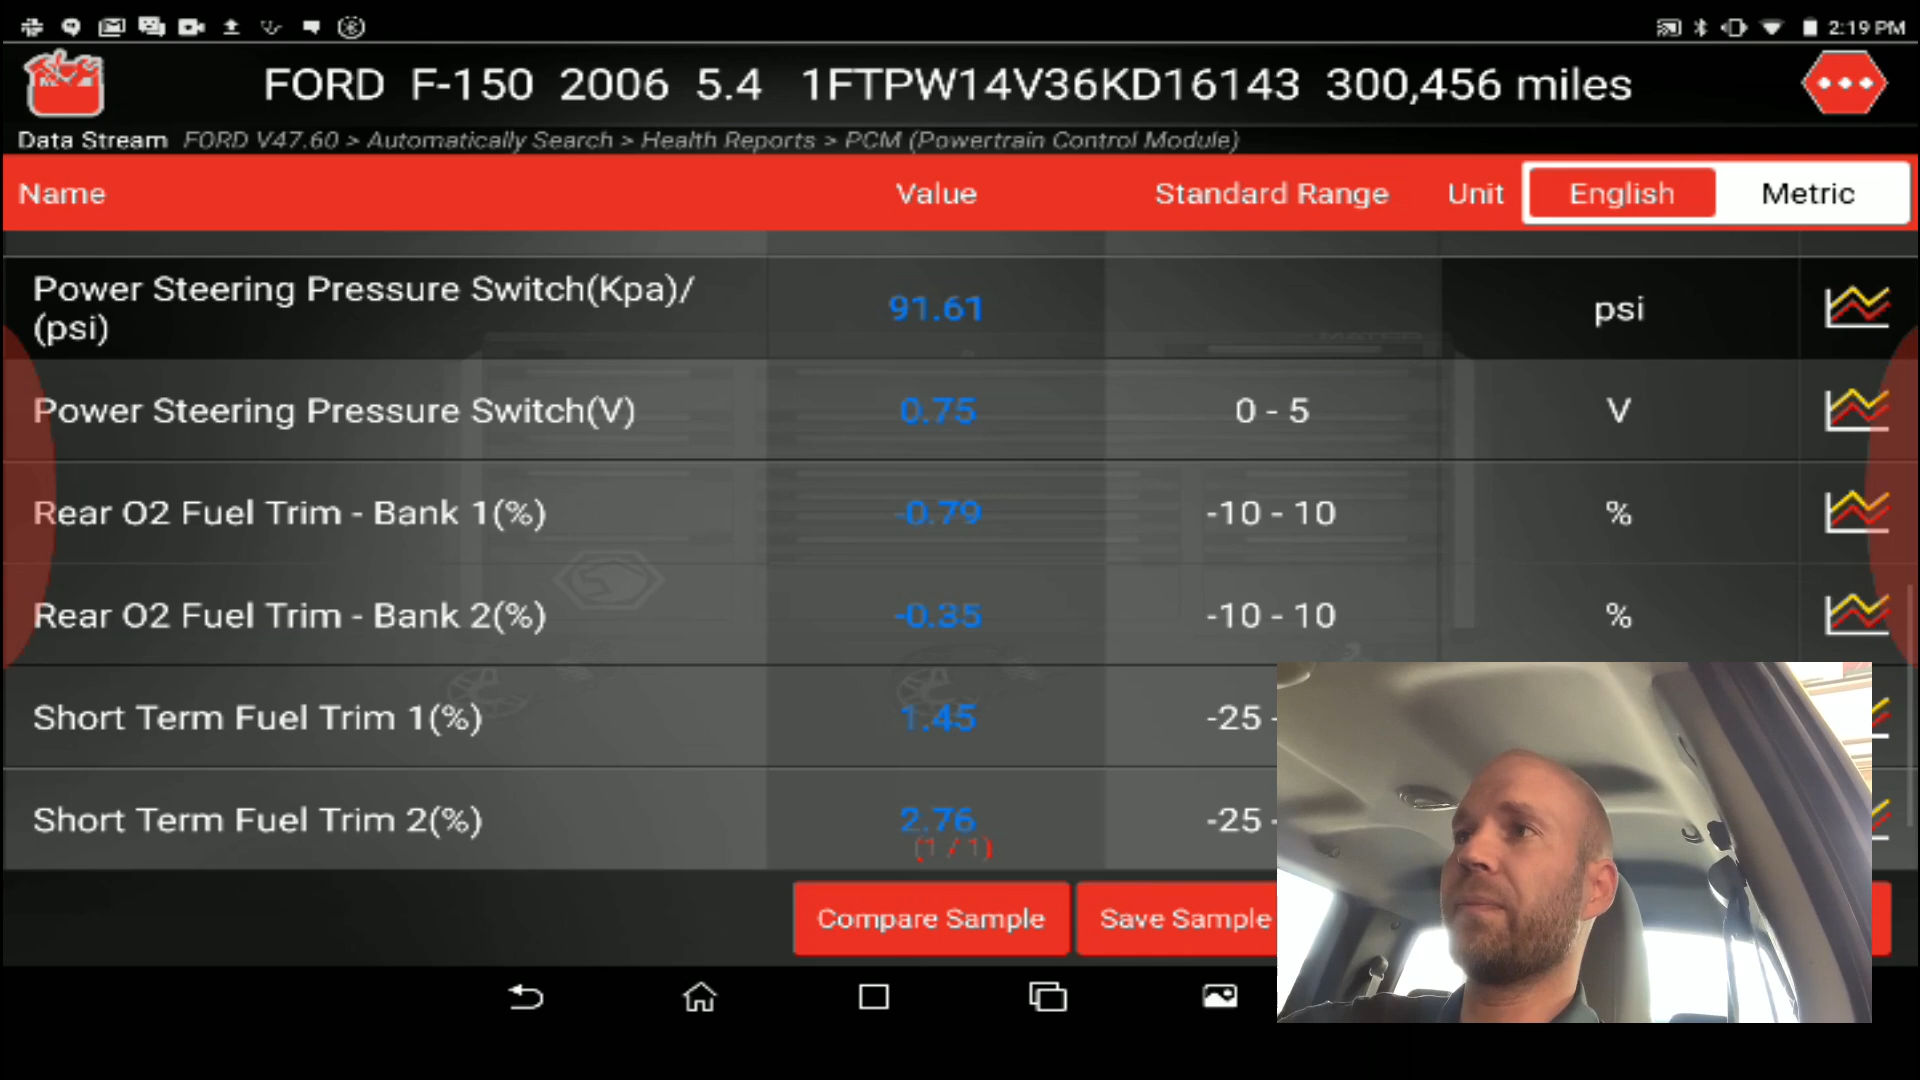 2:19 PM
FORD F-150 2006 5.4 1FTPW14V36KD16143 300,456 miles
Data Stream FORD V47.60 > Automatically Search > Health Reports > PCM (Powertrain Control Module)
Name Value Standard Range Unit English Metric
Power Steering Pressure Switch(Kpa)/
(psi) 91.61 psi
Power Steering Pressure Switch(V) 0.75 0 - 5 V
Rear O2 Fuel Trim - Bank 1(%) -0.79 -10 - 10 %
Rear O2 Fuel Trim - Bank 2(%) -0.35 -10 - 10 %
Short Term Fuel Trim 1(%) 1.45 -25 -
Short Term Fuel Trim 2(%) 2.76 -25 -
(1 / 1)
Compare Sample Save Sample